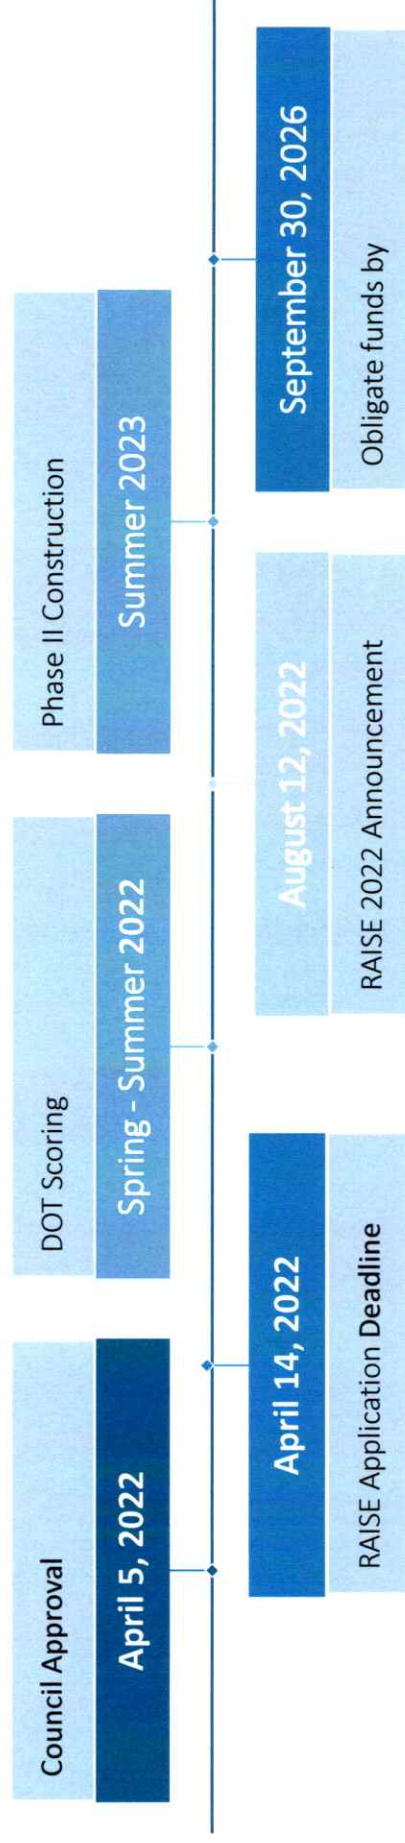 Council Approval
April 5, 2022
April 14, 2022
RAISE Application Deadline
DOT Scoring
Spring - Summer 2022
August 12, 2022
RAISE 2022 Announcement
Phase II Construction
Summer 2023
September 30, 2026
Obligate funds by